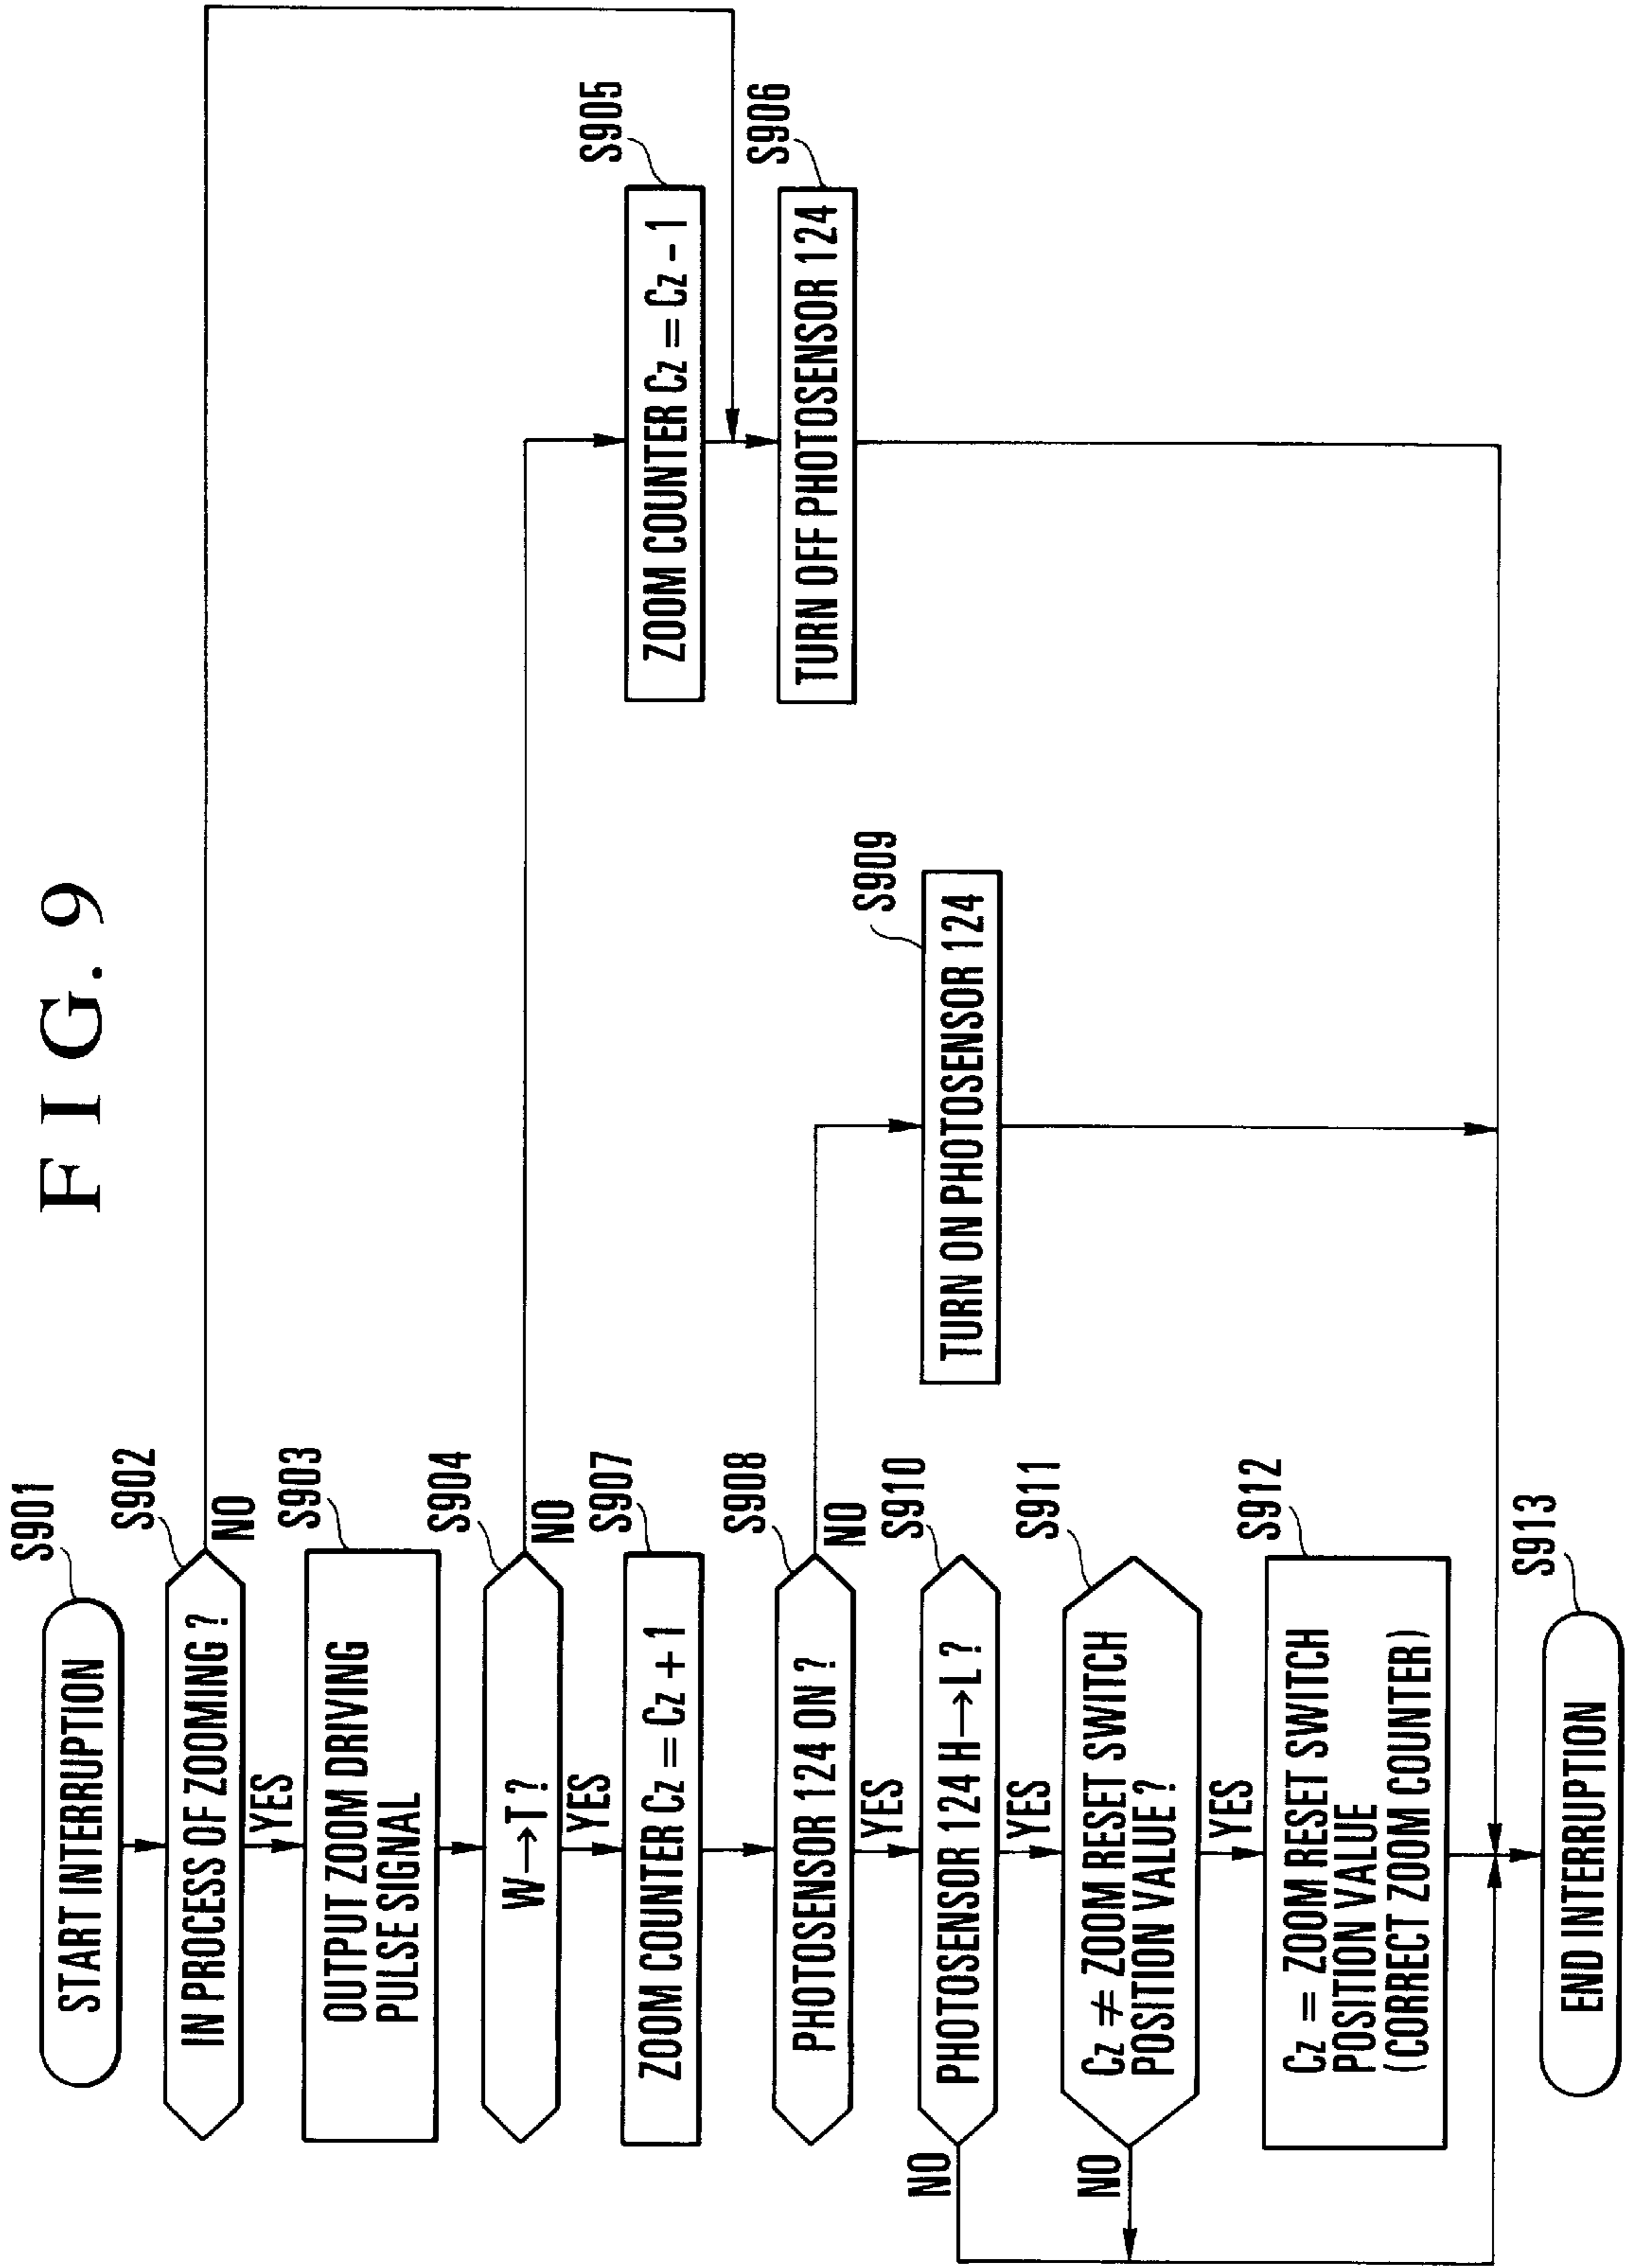 FIG. 9
START INTERRUPTION
S901
IN PROCESS OF ZOOMING ?
S902
NO
YES
OUTPUT ZOOM DRIVING
PULSE SIGNAL
S903
W→T ?
S904
NO
YES
ZOOM COUNTER Cz = Cz - 1
S905
TURN OFF PHOTOSENSOR 124
S906
ZOOM COUNTER Cz = Cz + 1
S907
PHOTOSENSOR 124 ON ?
S908
NO
YES
TURN ON PHOTOSENSOR 124
S909
PHOTOSENSOR 124 H→L ?
S910
NO
YES
Cz ≠ ZOOM RESET SWITCH
POSITION VALUE ?
S911
NO
YES
Cz = ZOOM RESET SWITCH
POSITION VALUE
(CORRECT ZOOM COUNTER)
S912
END INTERRUPTION
S913